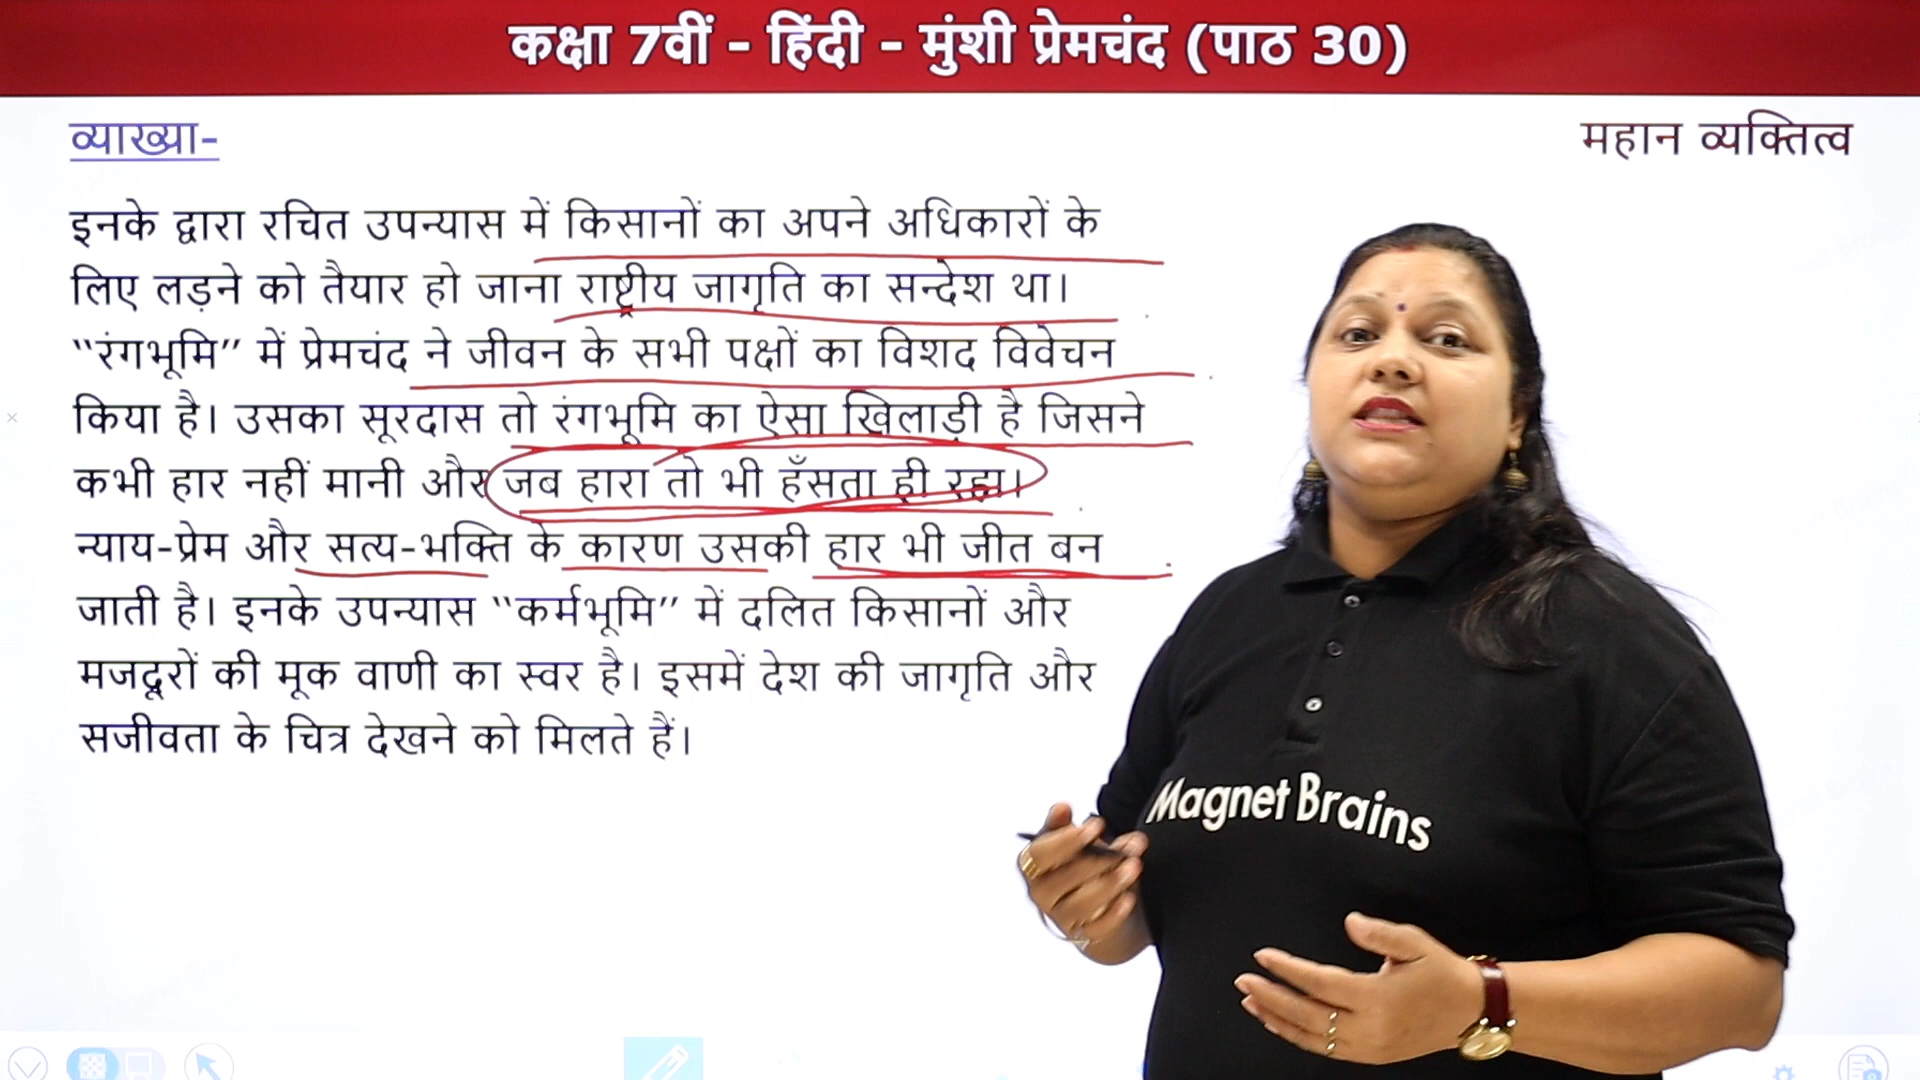 कक्षा 7वीं - हिंदी - मुंशी प्रेमचंद (पाठ 30)
व्याख्या-
महान व्यक्तित्व
इनके द्वारा रचित उपन्यास में किसानों का अपने अधिकारों के
लिए लड़ने को तैयार हो जाना राष्ट्रीय जागृति का सन्देश था।
“रंगभूमि” में प्रेमचंद ने जीवन के सभी पक्षों का विशद विवेचन
किया है। उसका सूरदास तो रंगभूमि का ऐसा खिलाड़ी है जिसने
कभी हार नहीं मानी और जब हारा तो भी हँसता ही रहा।
न्याय-प्रेम और सत्य-भक्ति के कारण उसकी हार भी जीत बन
जाती है। इनके उपन्यास “कर्मभूमि” में दलित किसानों और
मजदूरों की मूक वाणी का स्वर है। इसमें देश की जागृति और
सजीवता के चित्र देखने को मिलते हैं।
Magnet Brains